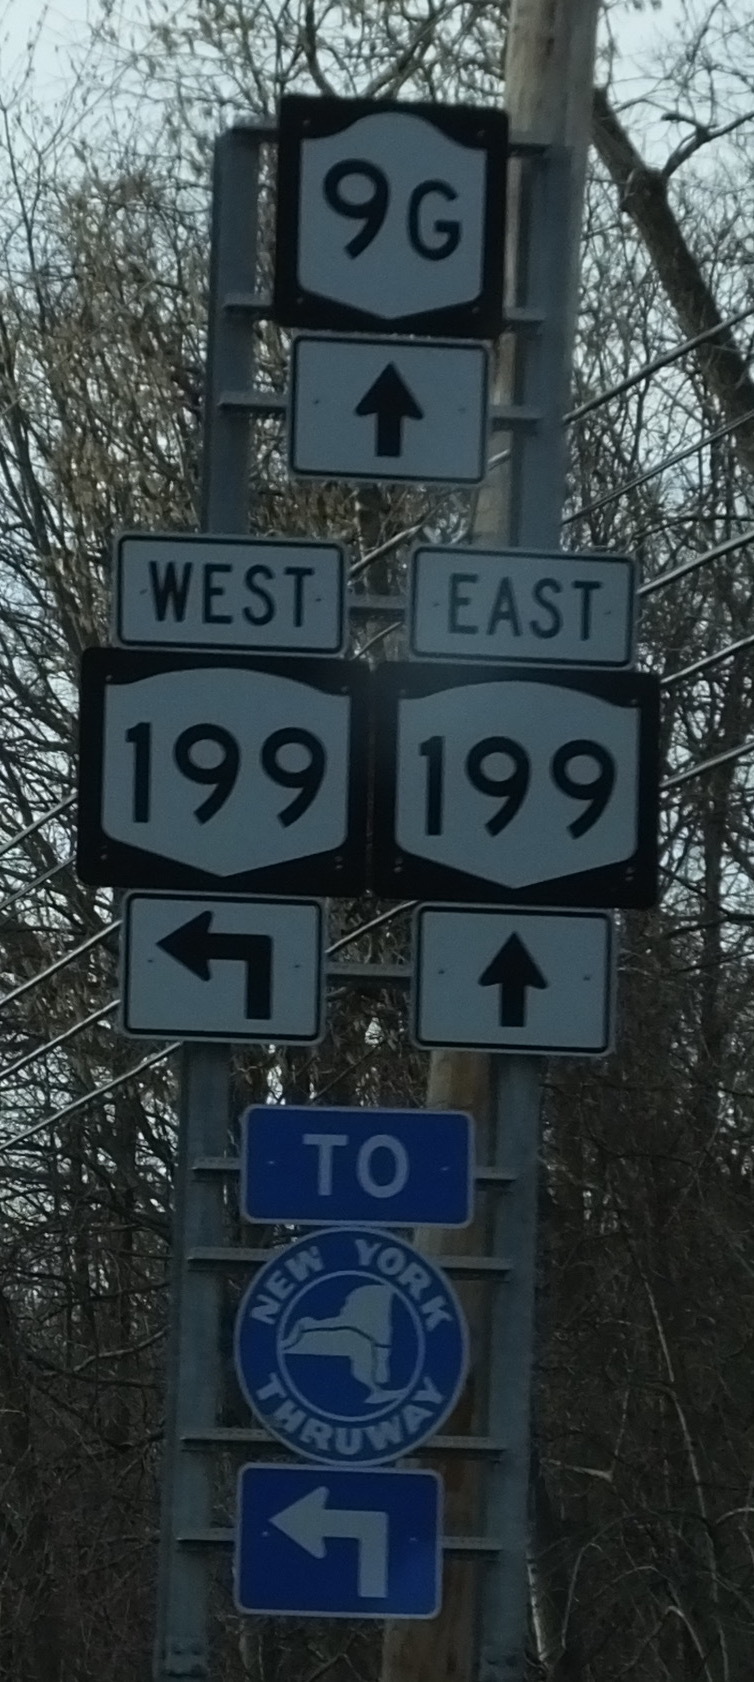 9G
WEST EAST
199 199
TO
NEW YORK
THRUWAY